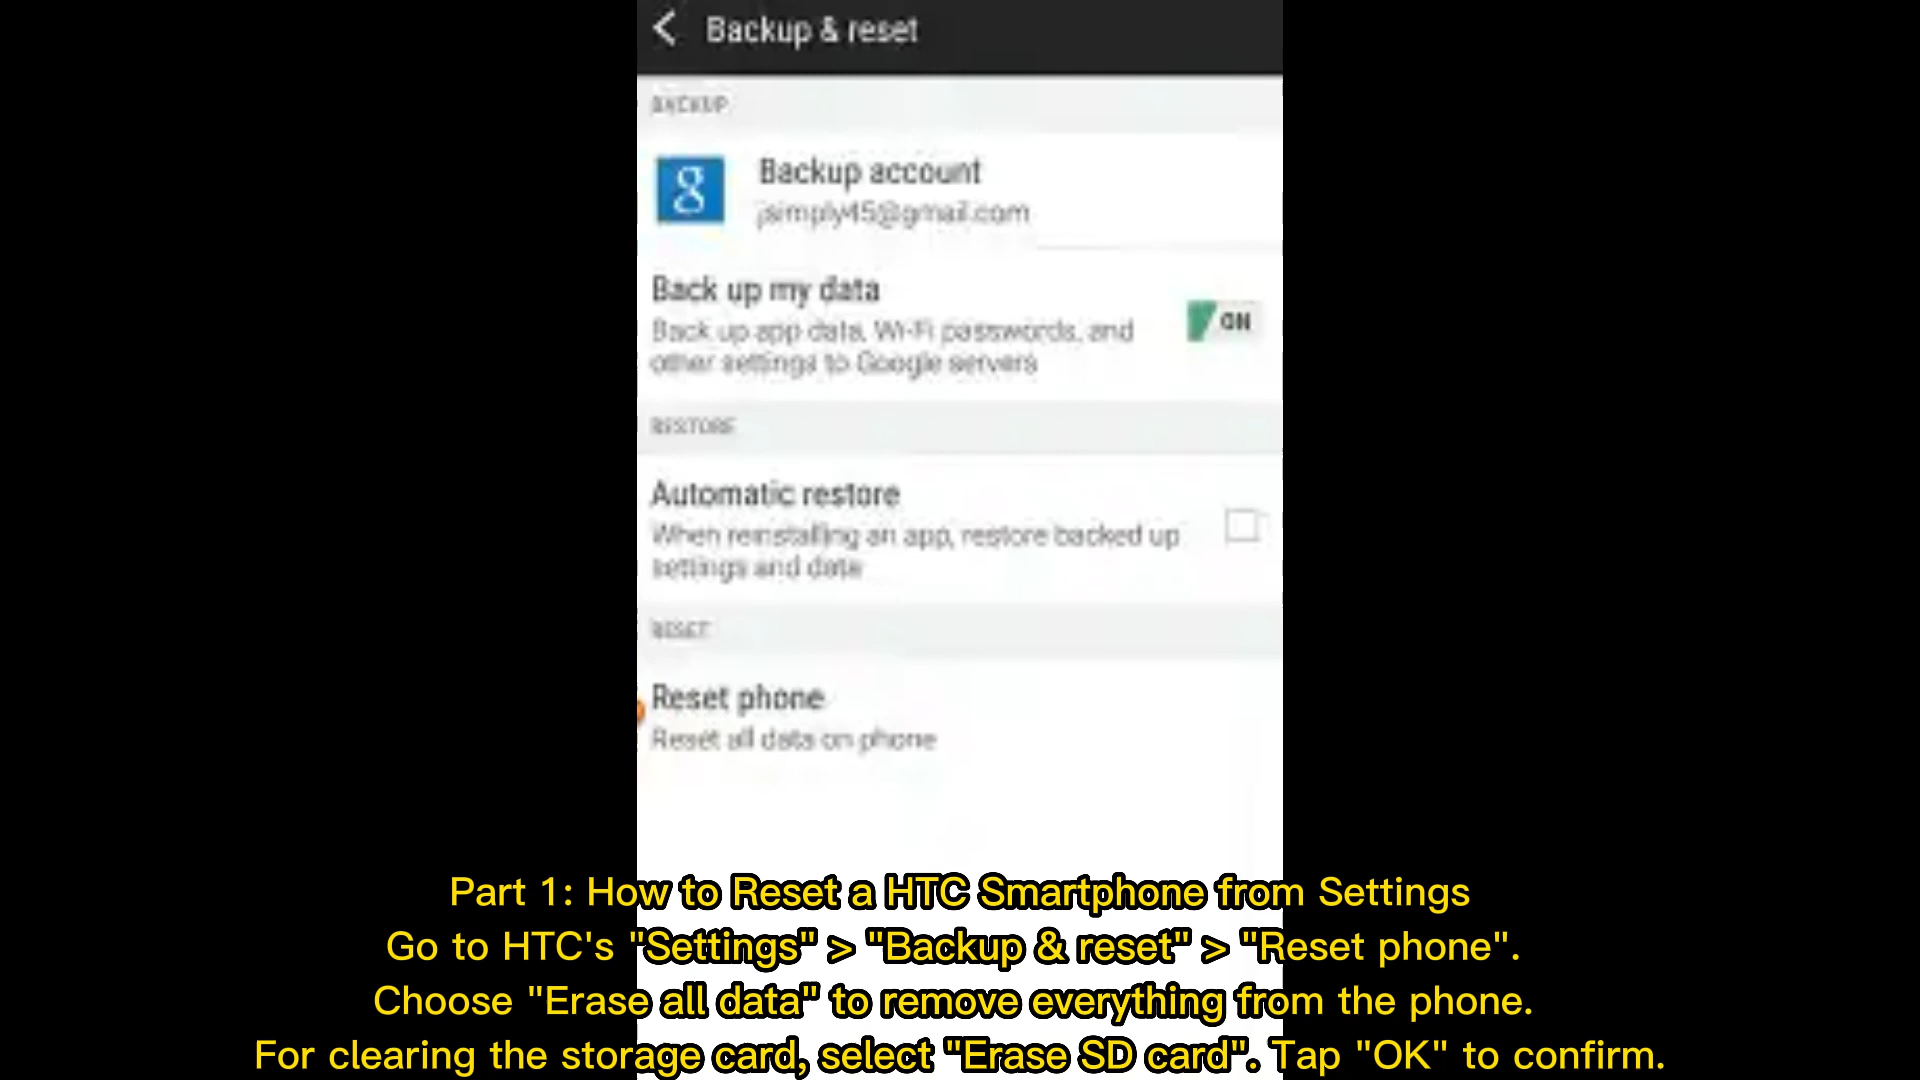 Backup & reset
BACKUP
8
Backup account
jsimply45@gmail.com
Back up my data
ON
Back up app data, Wi-Fi passwords, and
other settings to Google servers
RESTORE
Automatic restore
When reinstalling an app, restore backed up
settings and data
RESET
Reset phone
Reset all data on phone
Part 1: How to Reset a HTC Smartphone from Settings
Go to HTC's "Settings" > "Backup & reset" > "Reset phone".
Choose "Erase all data" to remove everything from the phone.
For clearing the storage card, select "Erase SD card". Tap "OK" to confirm.